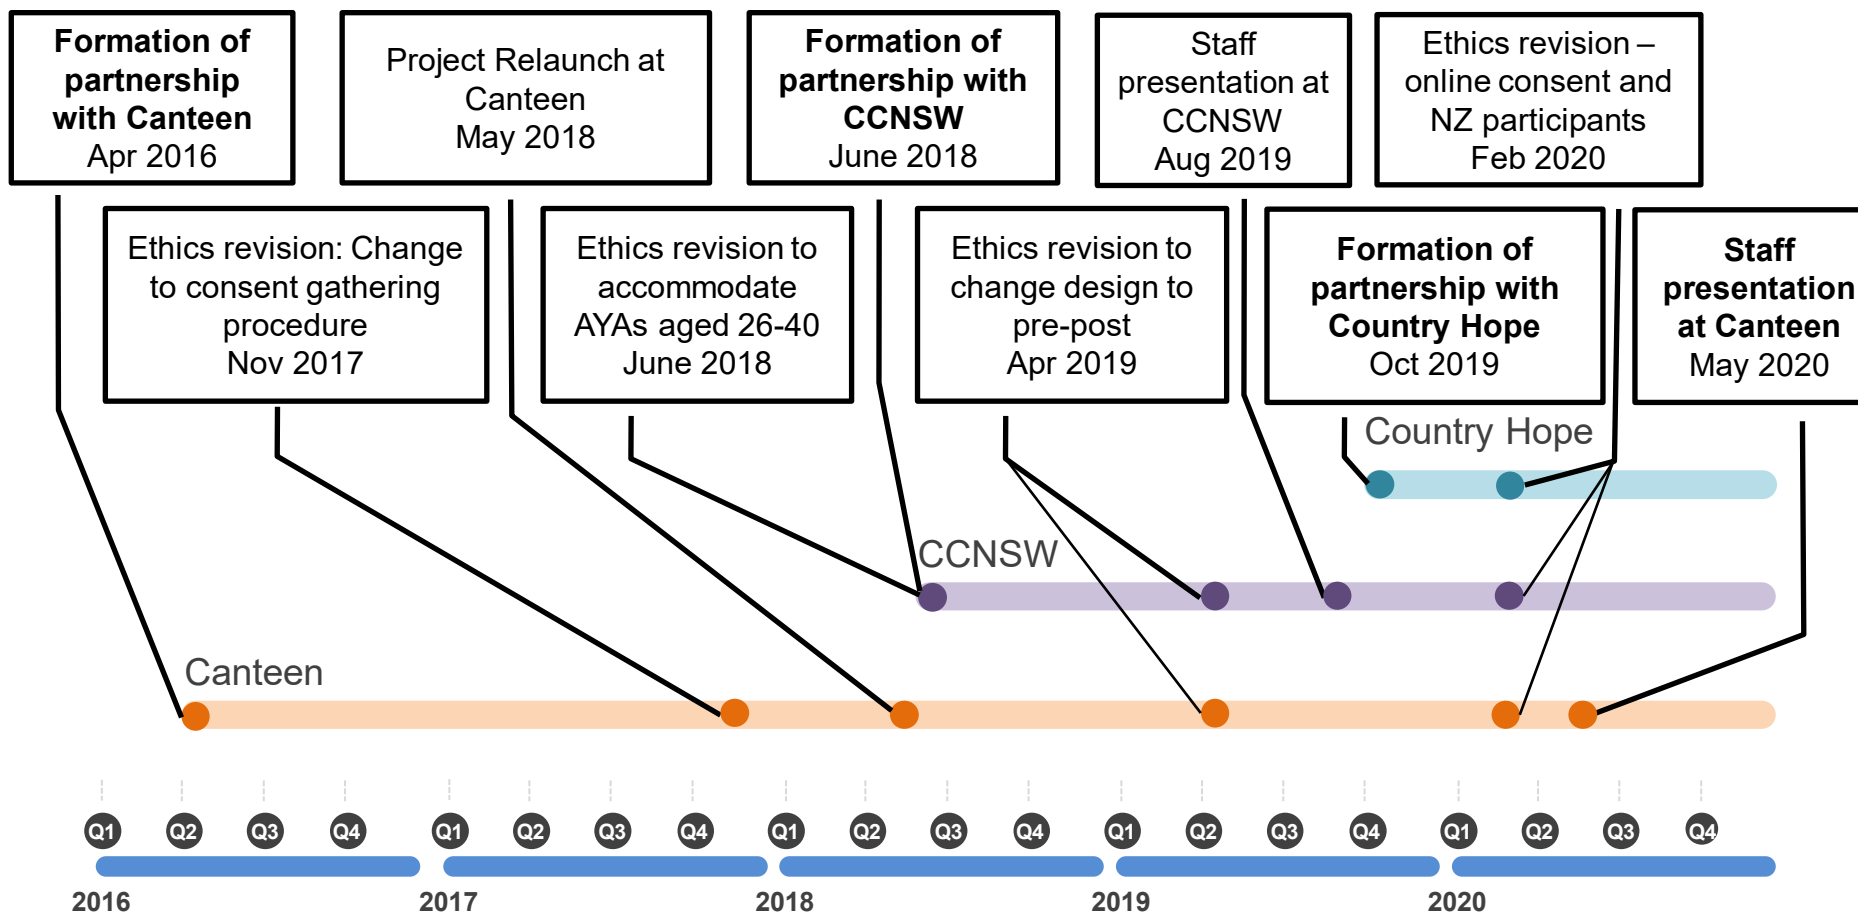 Formation of
partnership
with Canteen
Apr 2016
Project Relaunch at
Canteen
May 2018
Formation of
partnership with
CCNSW
June 2018
Staff
presentation at
CCNSW
Aug 2019
Ethics revision –
online consent and
NZ participants
Feb 2020
Ethics revision: Change
to consent gathering
procedure
Nov 2017
Ethics revision to
accommodate
AYAs aged 26-40
June 2018
Ethics revision to
change design to
pre-post
Apr 2019
Formation of
partnership with
Country Hope
Oct 2019
Staff
presentation
at Canteen
May 2020
Country Hope
CCNSW
Canteen
Q1 Q2 Q3 Q4 Q1 Q2 Q3 Q4 Q1 Q2 Q3 Q4 Q1 Q2 Q3 Q4 Q1 Q2 Q3 Q4
2016 2017 2018 2019 2020